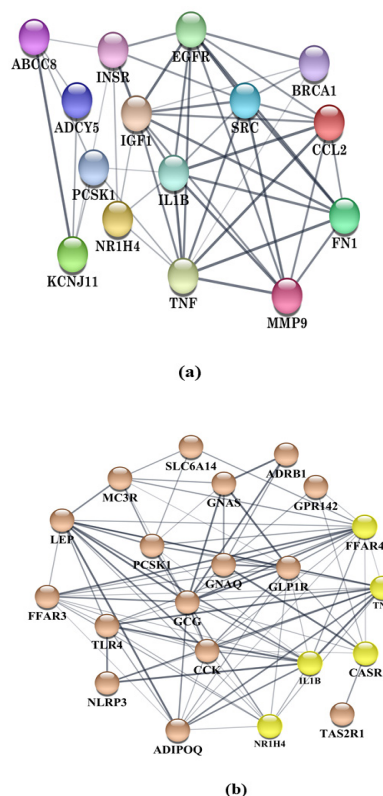 EGFR
ABCC8
INSR
BRCA1
ADCY5
IGF1
SRC
CCL2
PCSK1
IL1B
NR1H4
FN1
KCNJ11
TNF
MMP9
(a)
SLC6A14
ADRB1
MC3R
GNAS
GPR142
LEP
FFAR4
PCSK1
GNAQ
GLP1R
FFAR3
GCG
TN
TLR4
CCK
CASR
NLRP3
IL1B
TAS2R1
ADIPOQ
NR1H4
(b)